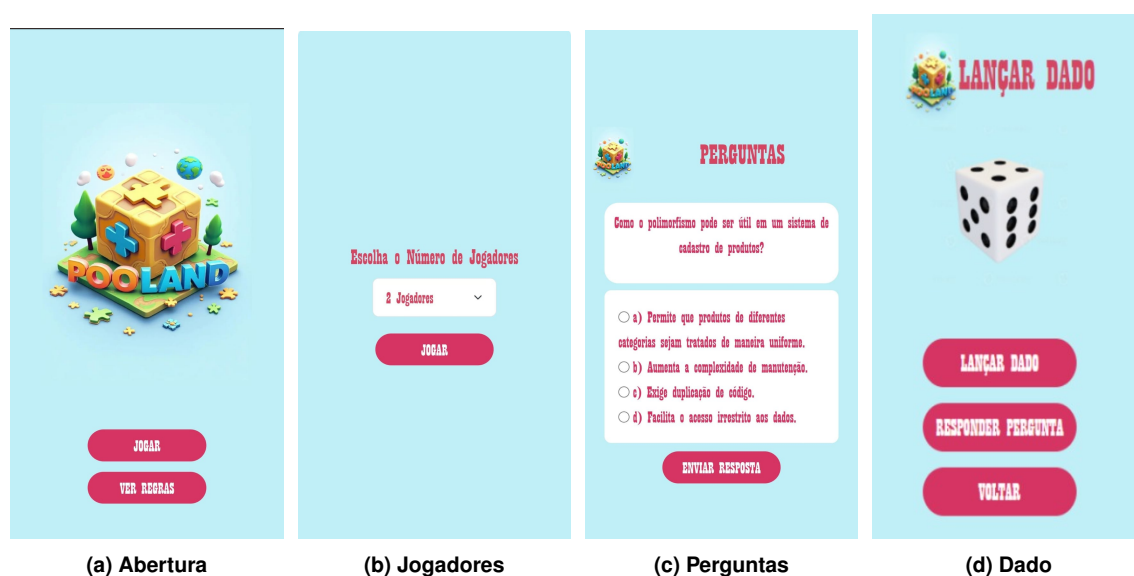 POOLAND
JOGAR
VER REGRAS
(a) Abertura
Escolha o Número de Jogadores
2 Jogadores
JOGAR
(b) Jogadores
PERGUNTAS
Como o polimorfismo pode ser útil em um sistema de
cadastro de produtos?
a) Permite que produtos de diferentes
categorias sejam tratados de maneira uniforme.
b) Aumenta a complexidade de manutenção.
c) Exige duplicação de código.
d) Facilita o acesso irrestrito aos dados.
ENVIAR RESPOSTA
(c) Perguntas
POOLAND
LANÇAR DADO
LANÇAR DADO
RESPONDER PERGUNTA
VOLTAR
(d) Dado